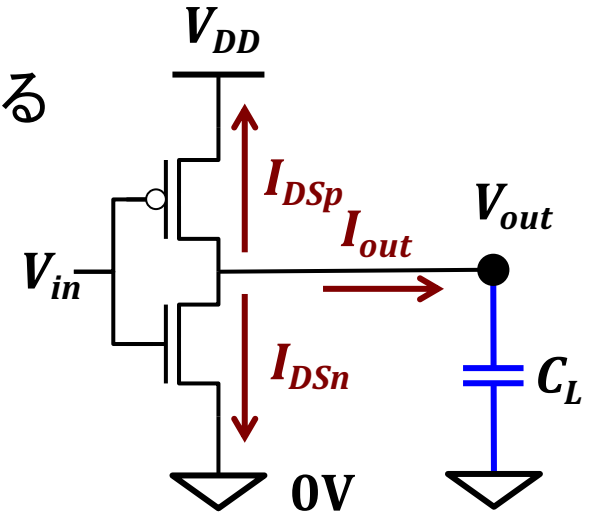 V_DD
る
I_DSp
I_out
V_out
V_in
I_DSn
C_L
0V